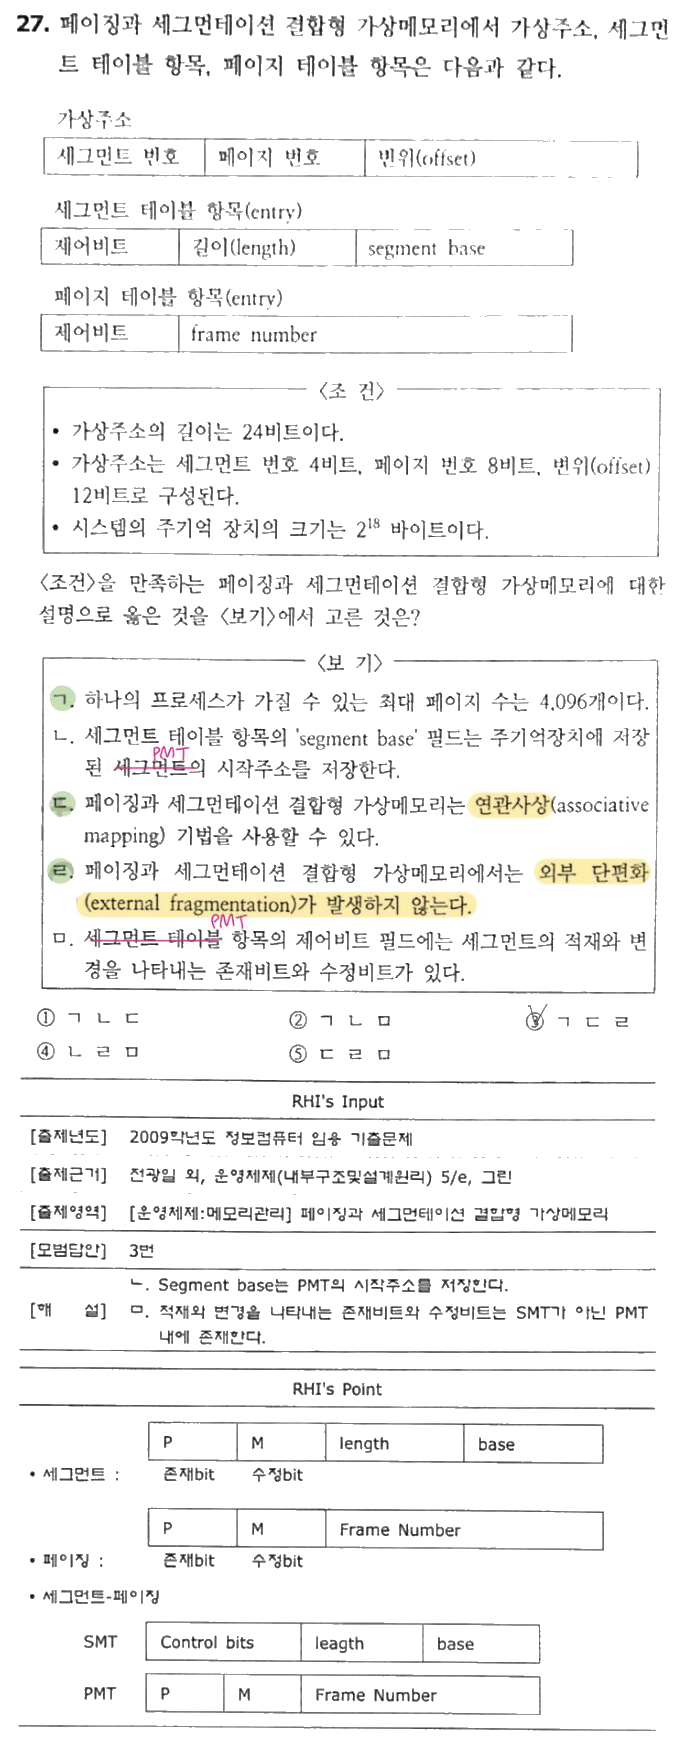 27. 페이징과 세그먼테이션 결합형 가상메모리에서 가상주소, 세그먼
트 테이블 항목, 페이지 테이블 항목은 다음과 같다.
가상주소
세그먼트 번호 페이지 번호 변위(offset)
세그먼트 테이블 항목(entry)
제어비트 길이(length) segment base
페이지 테이블 항목(entry)
제어비트 frame number
〈조 건〉
• 가상주소의 길이는 24비트이다.
• 가상주소는 세그먼트 번호 4비트, 페이지 번호 8비트, 변위(offset)
12비트로 구성된다.
• 시스템의 주기억 장치의 크기는 2¹⁸ 바이트이다.
〈조건〉을 만족하는 페이징과 세그먼테이션 결합형 가상메모리에 대한
설명으로 옳은 것을 〈보기〉에서 고른 것은?
〈보 기〉
ㄱ. 하나의 프로세스가 가질 수 있는 최대 페이지 수는 4,096개이다.
ㄴ. 세그먼트 테이블 항목의 'segment base' 필드는 주기억장치에 저장
PMT
된 세그먼트의 시작주소를 저장한다.
ㄷ. 페이징과 세그먼테이션 결합형 가상메모리는 연관사상(associative
mapping) 기법을 사용할 수 있다.
ㄹ. 페이징과 세그먼테이션 결합형 가상메모리에서는 외부 단편화
(external fragmentation)가 발생하지 않는다.
PMT
ㅁ. 세그먼트 테이블 항목의 제어비트 필드에는 세그먼트의 적재와 변
경을 나타내는 존재비트와 수정비트가 있다.
① ㄱ ㄴ ㄷ ② ㄱ ㄴ ㅁ ③ ㄱ ㄷ ㄹ
④ ㄴ ㄹ ㅁ ⑤ ㄷ ㄹ ㅁ
RHI's Input
[출제년도] 2009학년도 정보컴퓨터 임용 기출문제
[출제근거] 전광일 외, 운영체제(내부구조및설계원리) 5/e, 그린
[출제영역] [운영체제:메모리관리] 페이징과 세그먼테이션 결합형 가상메모리
[모범답안] 3번
ㄴ. Segment base는 PMT의 시작주소를 저장한다.
[해 설] ㅁ. 적재와 변경을 나타내는 존재비트와 수정비트는 SMT가 아닌 PMT
내에 존재한다.
RHI's Point
P M length base
• 세그먼트 : 존재bit 수정bit
P M Frame Number
• 페이징 : 존재bit 수정bit
• 세그먼트-페이징
SMT Control bits leagth base
PMT P M Frame Number